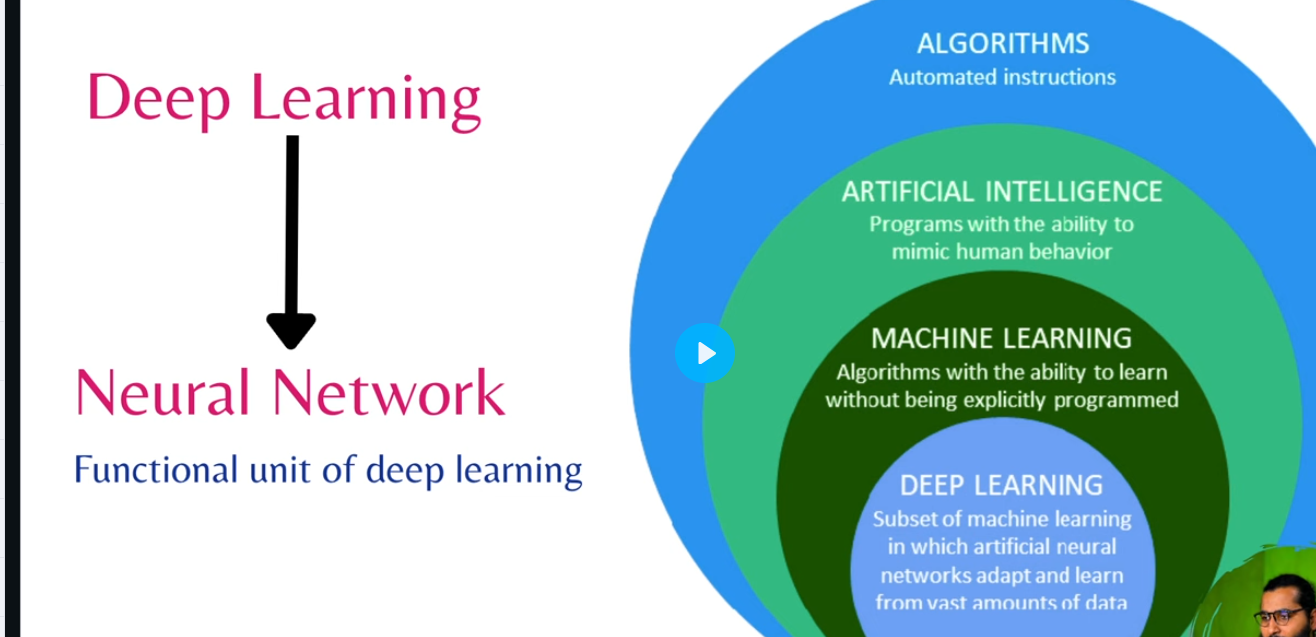 Deep Learning
Neural Network
Functional unit of deep learning
ALGORITHMS
Automated instructions
ARTIFICIAL INTELLIGENCE
Programs with the ability to
mimic human behavior
MACHINE LEARNING
Algorithms with the ability to learn
without being explicitly programmed
DEEP LEARNING
Subset of machine learning
in which artificial neural
networks adapt and learn
from vast amounts of data